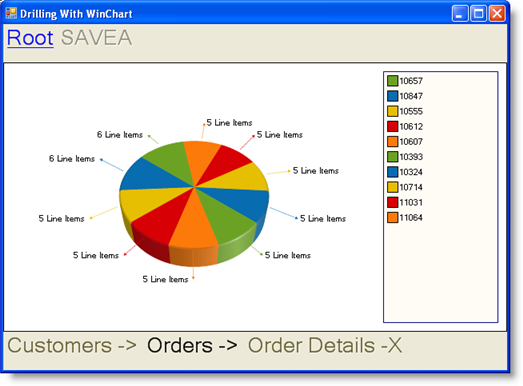 Drilling With WinChart
Root SAVEA
5 Line Items
6 Line Items
5 Line Items
6 Line Items
5 Line Items
5 Line Items
5 Line Items
5 Line Items
5 Line Items
5 Line Items
10657
10847
10555
10612
10607
10393
10324
10714
11031
11064
Customers -> Orders -> Order Details -X